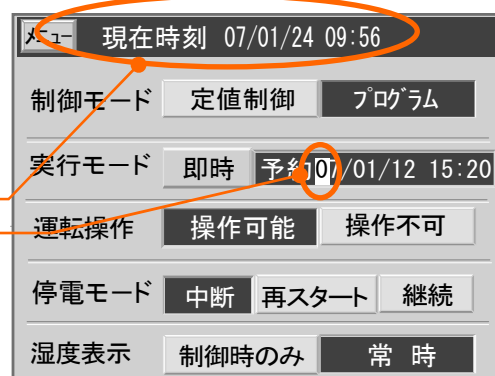 メニュー 現在時刻 07/01/24 09:56
制御モード 定値制御 プログラム
実行モード 即時 予約 07/01/12 15:20
運転操作 操作可能 操作不可
停電モード 中断 再スタート 継続
湿度表示 制御時のみ 常 時